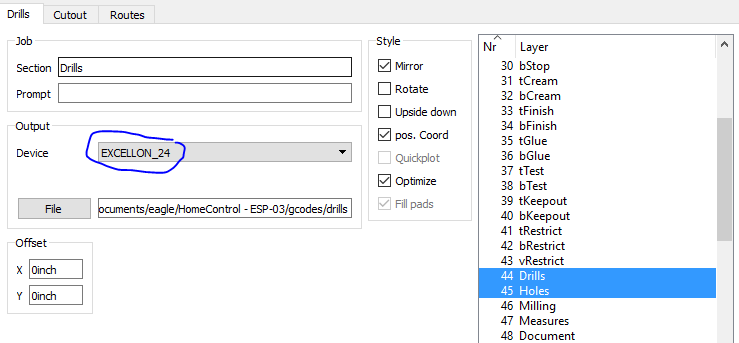 Drills Cutout Routes
Job
Section Drills
Prompt
Output
Device EXCELLON_24
File ocuments/eagle/HomeControl - ESP-03/gcodes/drills
Offset
X 0inch
Y 0inch
Style
Mirror
Rotate
Upside down
pos. Coord
Quickplot
Optimize
Fill pads
Nr Layer
30 bStop
31 tCream
32 bCream
33 tFinish
34 bFinish
35 tGlue
36 bGlue
37 tTest
38 bTest
39 tKeepout
40 bKeepout
41 tRestrict
42 bRestrict
43 vRestrict
44 Drills
45 Holes
46 Milling
47 Measures
48 Document